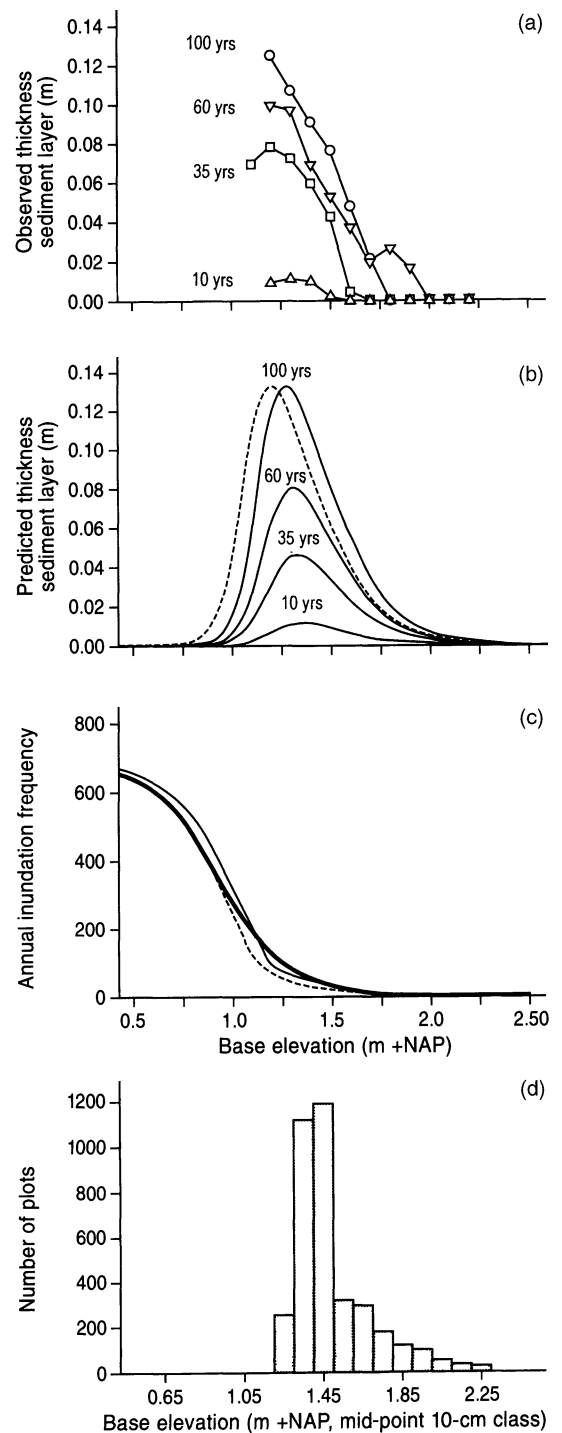 (a)
0.14
0.12
0.10
0.08
0.06
0.04
0.02
0.00
Observed thickness
sediment layer (m)
100 yrs
60 yrs
35 yrs
10 yrs
(b)
0.14
0.12
0.10
0.08
0.06
0.04
0.02
0.00
Predicted thickness
sediment layer (m)
100 yrs
60 yrs
35 yrs
10 yrs
(c)
800
600
400
200
0
Annual inundation frequency
0.5 1.0 1.5 2.0 2.50
Base elevation (m +NAP)
(d)
1200
1000
800
600
400
200
0
Number of plots
0.65 1.05 1.45 1.85 2.25
Base elevation (m +NAP, mid-point 10-cm class)